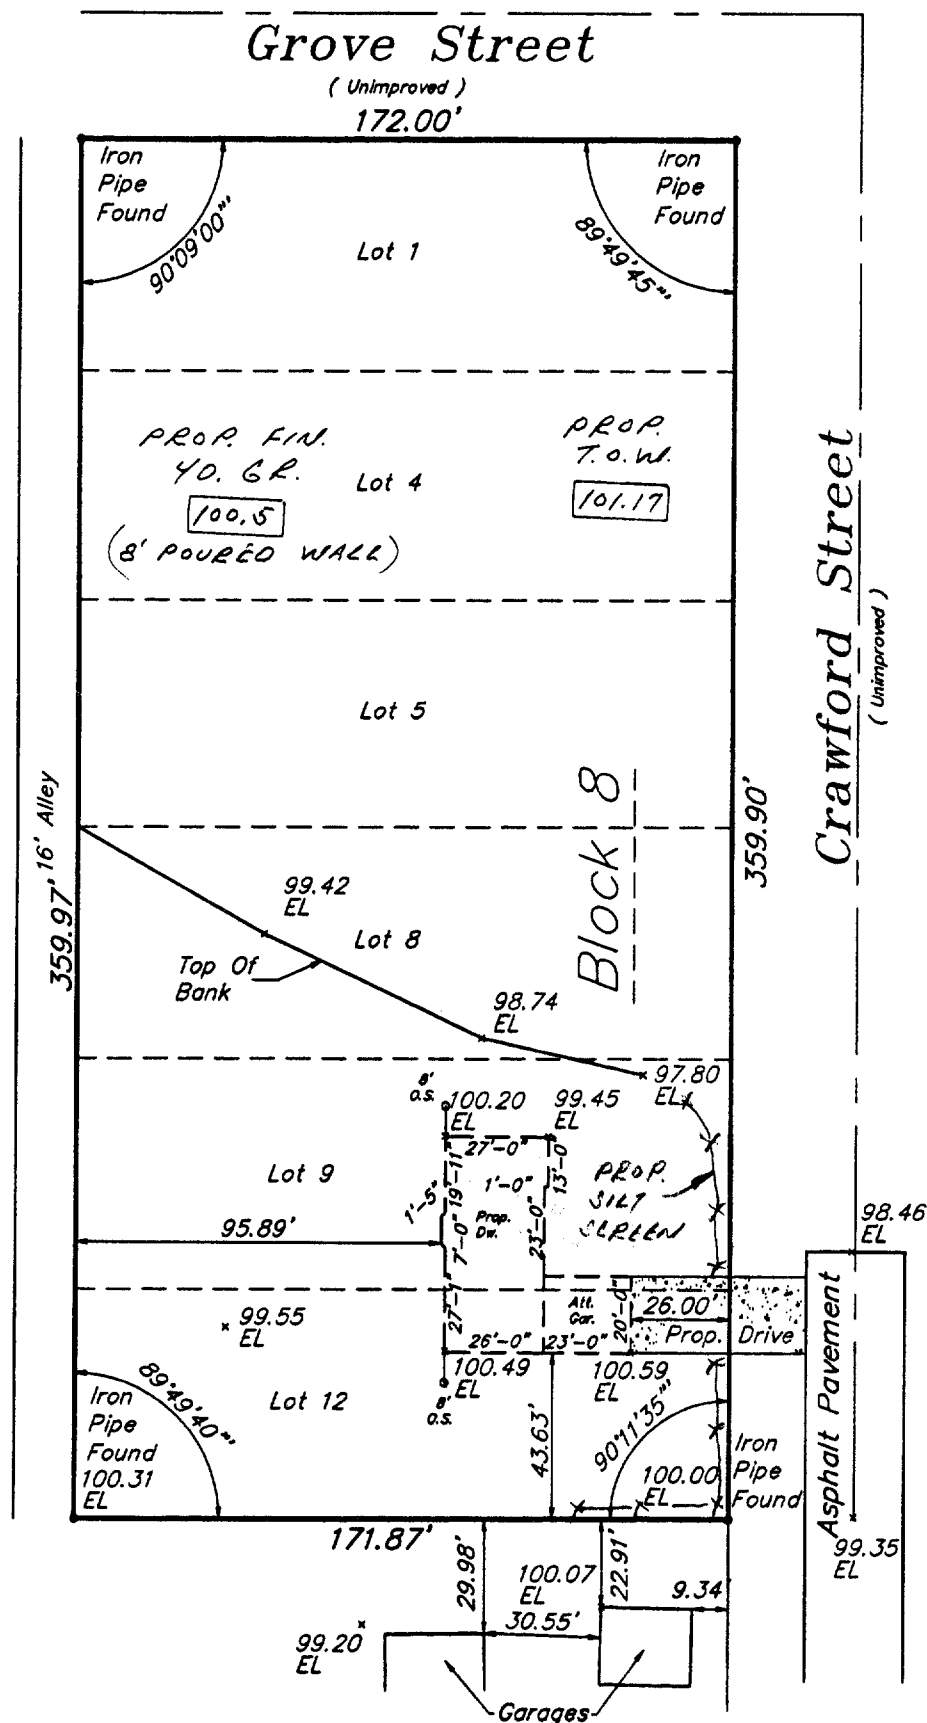 Grove Street
( Unimproved )
172.00'
Iron
Pipe
Found
90°09'00"
Iron
Pipe
Found
89°49'45"
Lot 1
PROP. FIN.
YD. GR.
100.5
(8' POURED WALL)
Lot 4
PROP.
T.O.W.
101.17
Crawford Street
( Unimproved )
Lot 5
Block 8
16' Alley
359.97'
359.90'
99.42
EL
Lot 8
Top Of
Bank
98.74
EL
97.80
EL
8'
o.s.
100.20
EL
99.45
EL
27'-0"
Lot 9
1'-5"
19'-11"
1'-0"
13'-0
Prop.
Dw.
7'-0"
23'-0"
PROP.
SILT
SCREEN
98.46
EL
95.89'
27'-1"
Att.
Gar.
20'-0"
26.00'
Prop. Drive
99.55
EL
26'-0"
23'-0"
100.49
EL
8'
o.s.
100.59
EL
Asphalt Pavement
Lot 12
89°49'40"
Iron
Pipe
Found
100.31
EL
43.63'
90°11'35"
100.00
EL
Iron
Pipe
Found
99.35
EL
171.87'
29.98'
100.07
EL
22.91'
9.34
30.55'
99.20
EL
Garages